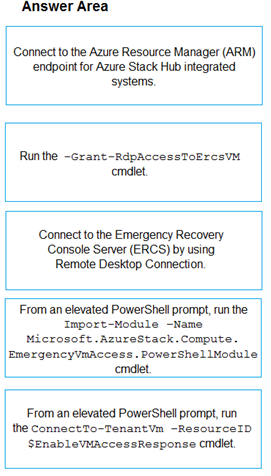 Answer Area
Connect to the Azure Resource Manager (ARM)
endpoint for Azure Stack Hub integrated
systems.
Run the -Grant-RdpAccessToErcsVM
cmdlet.
Connect to the Emergency Recovery
Console Server (ERCS) by using
Remote Desktop Connection.
From an elevated PowerShell prompt, run the
Import-Module -Name
Microsoft.AzureStack.Compute.
EmergencyVmAccess.PowerShellModule
cmdlet.
From an elevated PowerShell prompt, run
the ConnectTo-TenantVm -ResourceID
$EnableVMAccessResponse cmdlet.